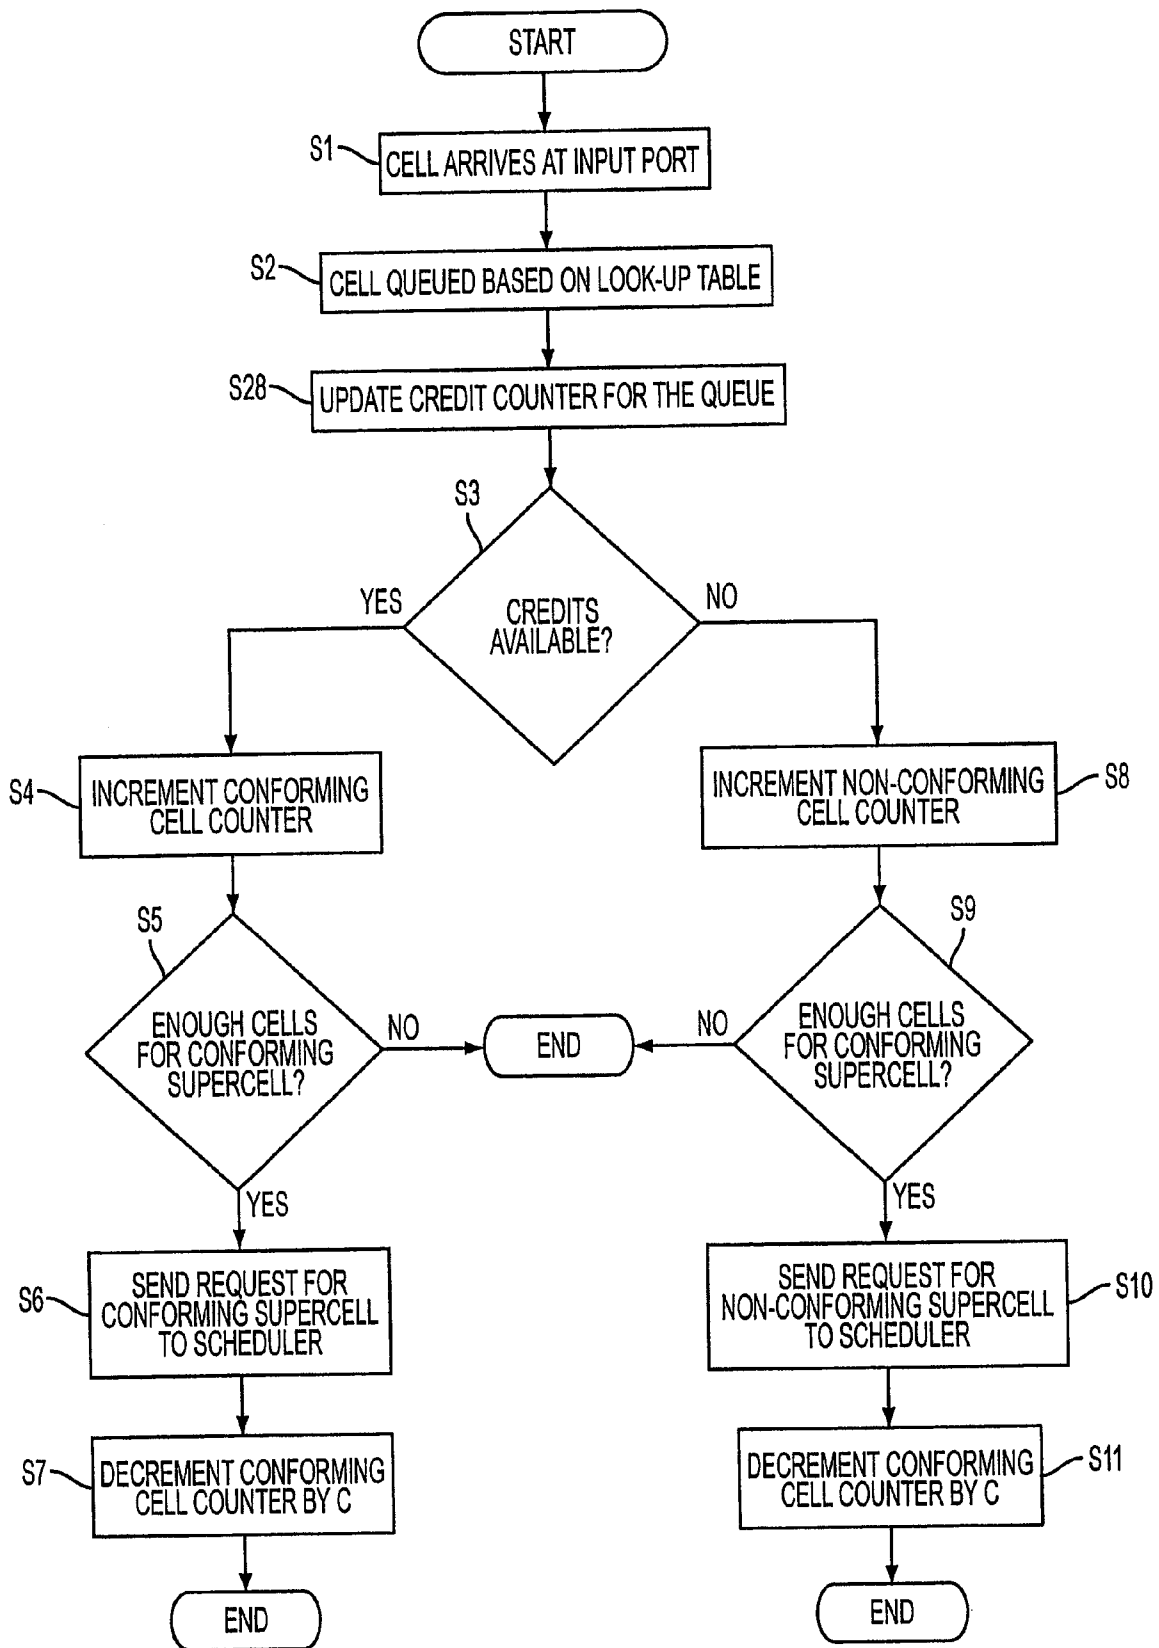 START
S1
CELL ARRIVES AT INPUT PORT
S2
CELL QUEUED BASED ON LOOK-UP TABLE
S28
UPDATE CREDIT COUNTER FOR THE QUEUE
S3
CREDITS
AVAILABLE?
YES
NO
S4
INCREMENT CONFORMING
CELL COUNTER
S8
INCREMENT NON-CONFORMING
CELL COUNTER
S5
ENOUGH CELLS
FOR CONFORMING
SUPERCELL?
NO
END
NO
S9
ENOUGH CELLS
FOR CONFORMING
SUPERCELL?
YES
YES
S6
SEND REQUEST FOR
CONFORMING SUPERCELL
TO SCHEDULER
S10
SEND REQUEST FOR
NON-CONFORMING SUPERCELL
TO SCHEDULER
S7
DECREMENT CONFORMING
CELL COUNTER BY C
S11
DECREMENT CONFORMING
CELL COUNTER BY C
END
END